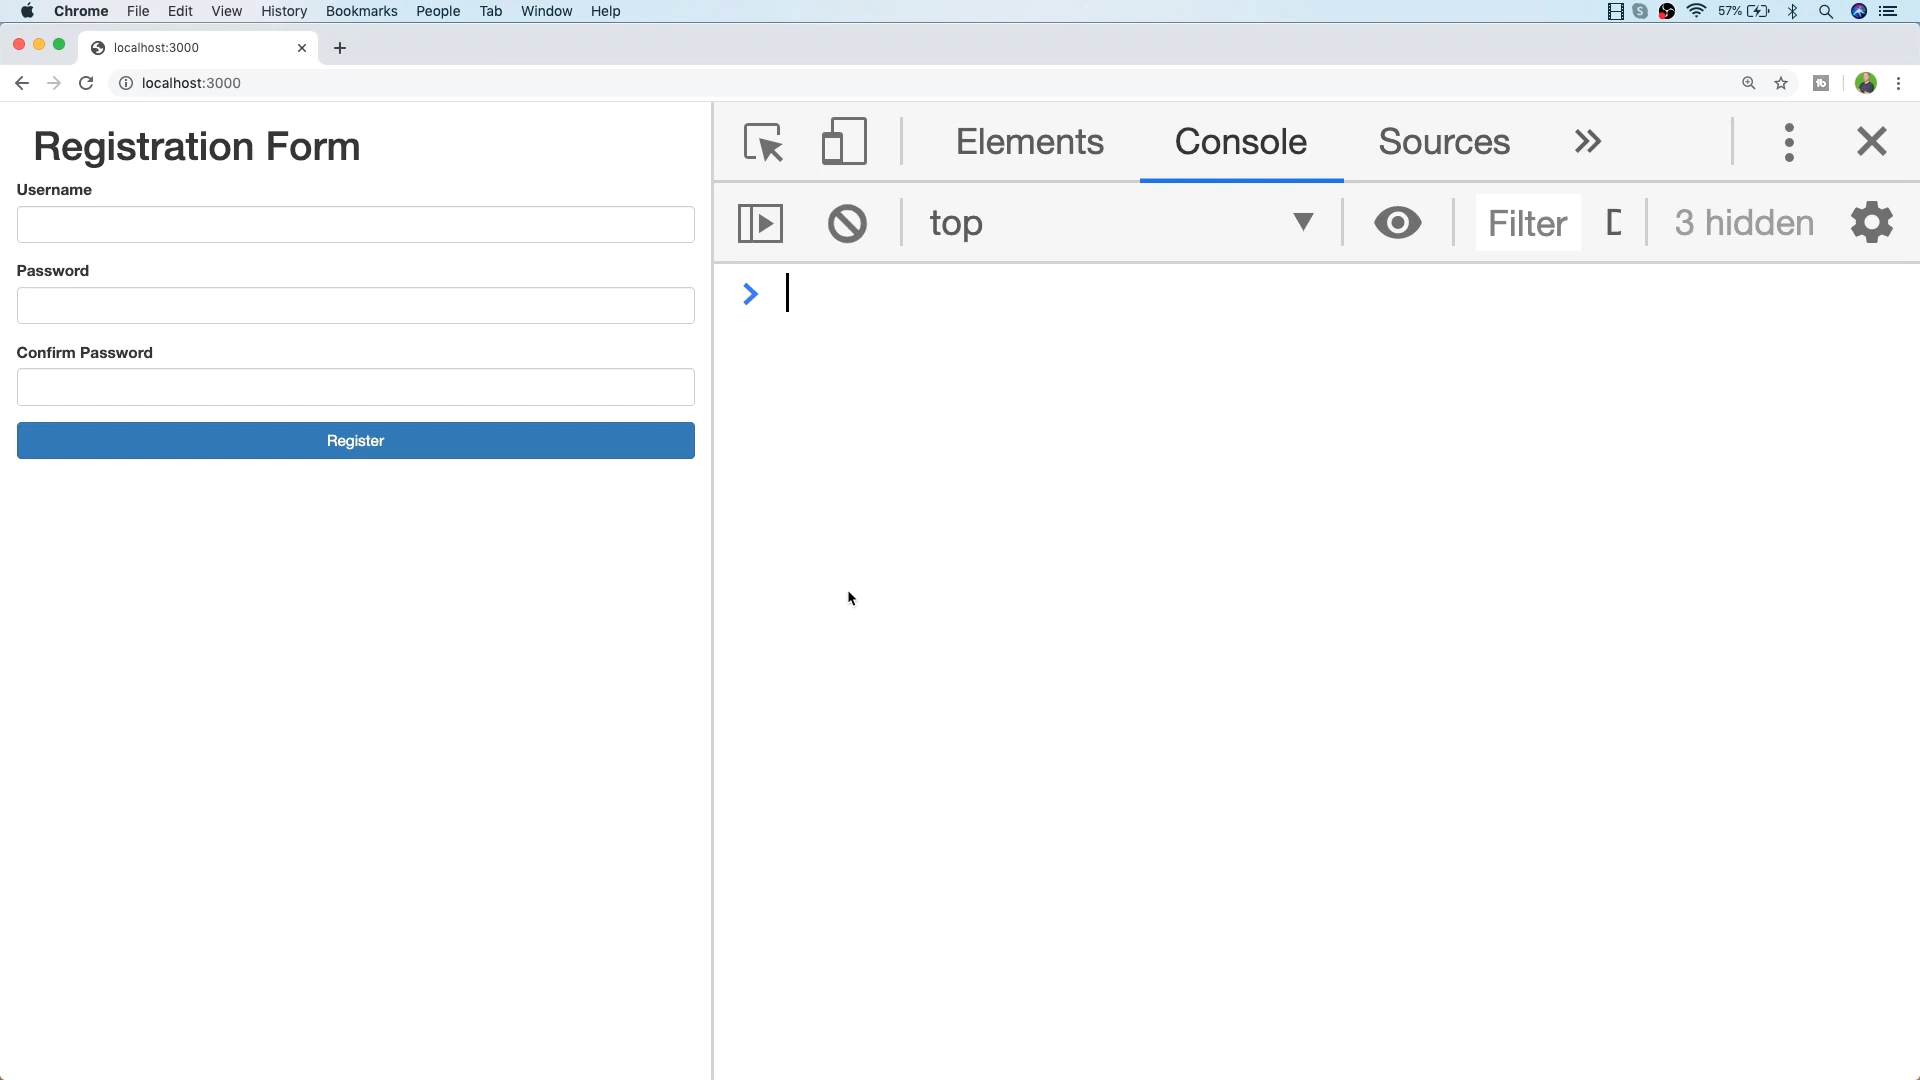 Chrome File Edit View History Bookmarks People Tab Window Help 57%
localhost:3000
localhost:3000
Registration Form
Username
Password
Confirm Password
Register
Elements Console Sources
top Filter 3 hidden